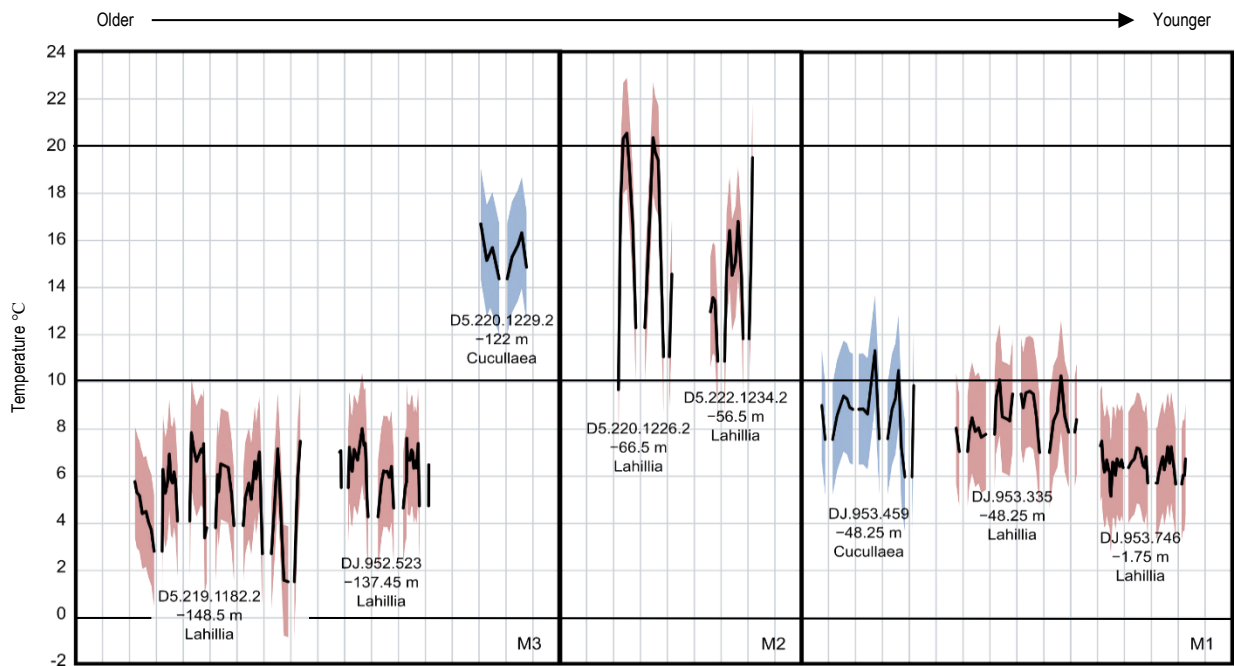 Older
Younger
Temperature °C
24
22
20
18
16
14
12
10
8
6
4
2
0
-2
D5.219.1182.2
−148.5 m
Lahillia
DJ.952.523
−137.45 m
Lahillia
D5.220.1229.2
−122 m
Cucullaea
M3
D5.220.1226.2
−66.5 m
Lahillia
D5.222.1234.2
−56.5 m
Lahillia
M2
DJ.953.459
−48.25 m
Cucullaea
DJ.953.335
−48.25 m
Lahillia
DJ.953.746
−1.75 m
Lahillia
M1